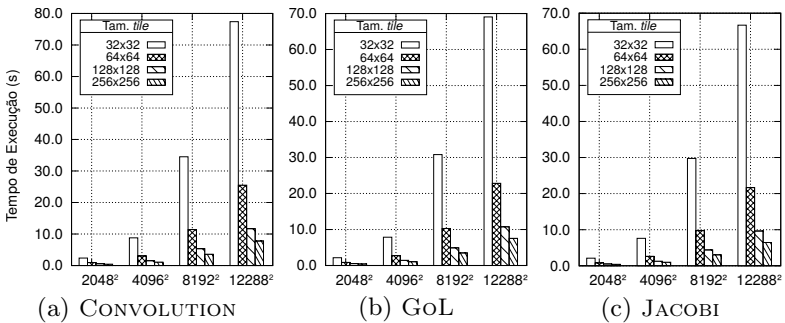 Tempo de Execução (s)
80.0
70.0
60.0
50.0
40.0
30.0
20.0
10.0
0.0
Tam. tile
32x32
64x64
128x128
256x256
2048² 4096² 8192² 12288²
(a) Convolution
70.0
60.0
50.0
40.0
30.0
20.0
10.0
0.0
Tam. tile
32x32
64x64
128x128
256x256
2048² 4096² 8192² 12288²
(b) GoL
70.0
60.0
50.0
40.0
30.0
20.0
10.0
0.0
Tam. tile
32x32
64x64
128x128
256x256
2048² 4096² 8192² 12288²
(c) Jacobi